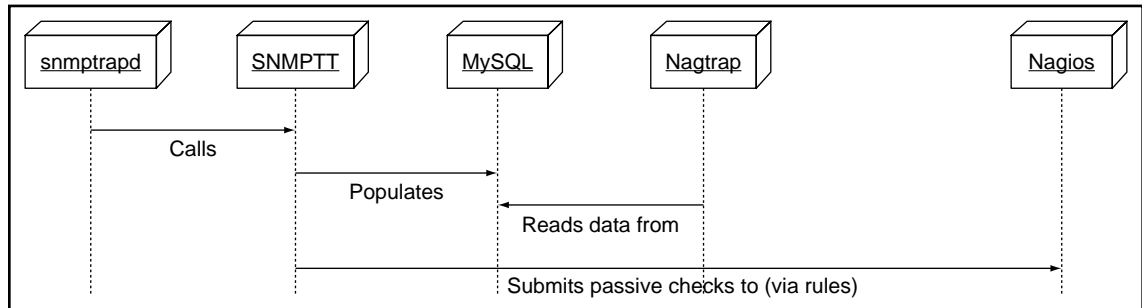 snmptrapd
SNMPTT
MySQL
Nagtrap
Nagios
Calls
Populates
Reads data from
Submits passive checks to (via rules)